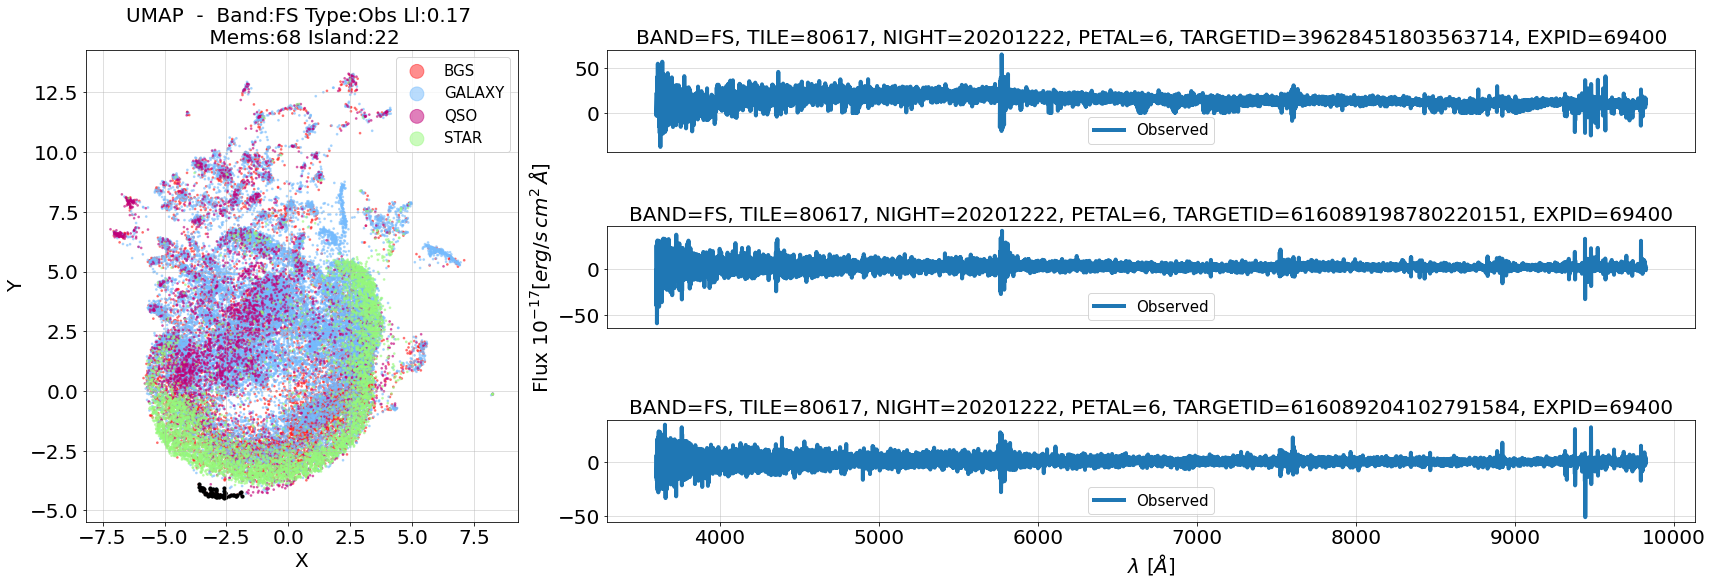 UMAP  -  Band:FS Type:Obs Ll:0.17
Mems:68 Island:22
BGS
GALAXY
QSO
STAR
12.5
10.0
7.5
5.0
2.5
0.0
−2.5
−5.0
Y
−7.5
−5.0
−2.5
0.0
2.5
5.0
7.5
X
Flux 10⁻¹⁷[erg/s cm² Å]
BAND=FS, TILE=80617, NIGHT=20201222, PETAL=6, TARGETID=39628451803563714, EXPID=69400
50
0
Observed
BAND=FS, TILE=80617, NIGHT=20201222, PETAL=6, TARGETID=616089198780220151, EXPID=69400
0
−50
Observed
BAND=FS, TILE=80617, NIGHT=20201222, PETAL=6, TARGETID=616089204102791584, EXPID=69400
0
−50
Observed
4000
5000
6000
7000
8000
9000
10000
λ [Å]